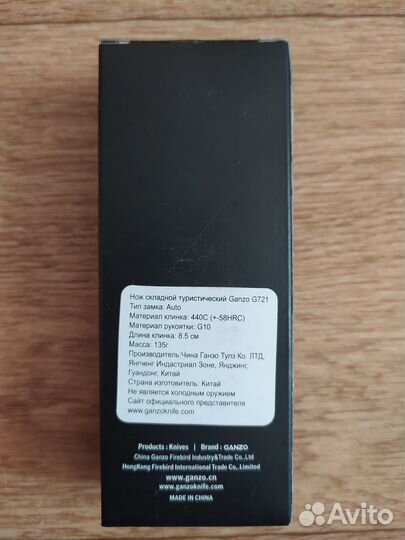 Нож складной туристический Ganzo G721
Тип замка: Auto
Материал клинка: 440C (+-58HRC)
Материал рукоятки: G10
Длина клинка: 8.5 см
Масса: 135г
Производитель:Чина Ганзо Тулз Ко. ЛТД,
Янгченг Индастриал Зоне, Янджинг,
Гуандонг, Китай
Страна изготовитель: Китай
Не является холодным оружием
Сайт официального представителя
www.ganzoknife.com
Products : Knives | Brand : GANZO
China Ganzo Firebird Industry&Trade Co.,Ltd
HongKong Firebird International Trade Co.,Limited
www.ganzo.cn
www.ganzoknife.com
MADE IN CHINA
Avito